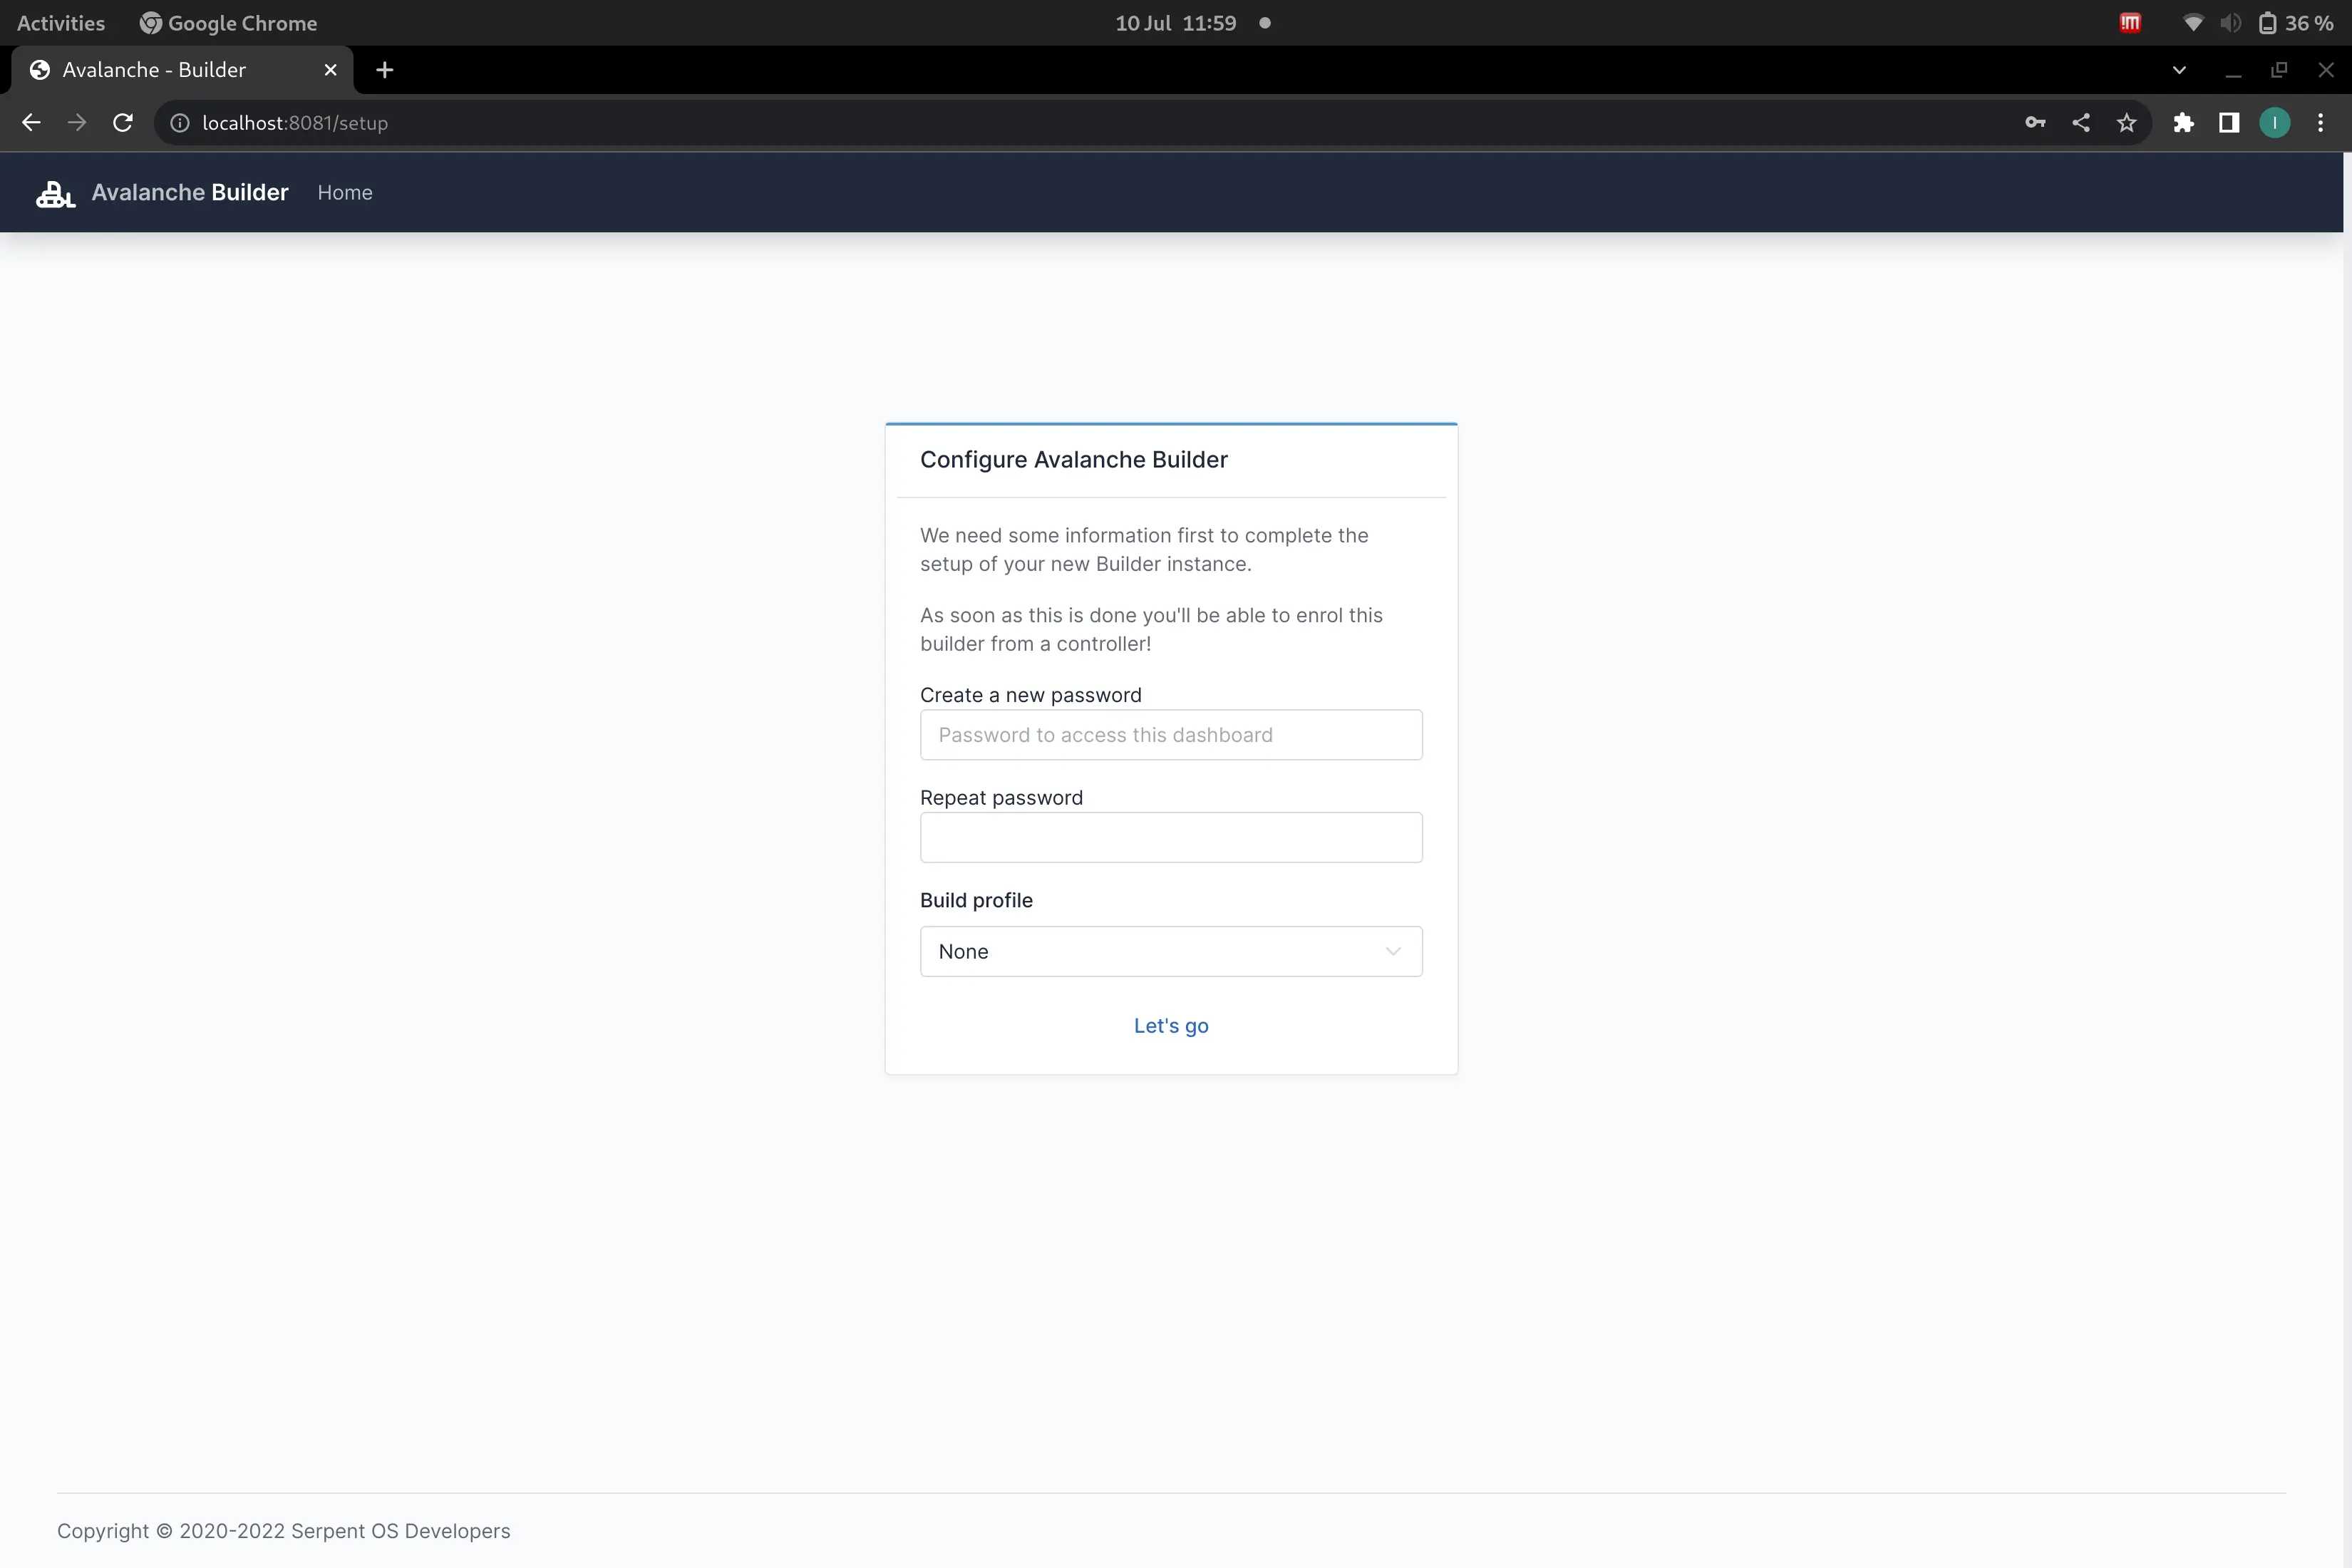 Activities
Google Chrome
10 Jul 11:59
36 %
Avalanche - Builder
localhost:8081/setup
Avalanche Builder
Home
Configure Avalanche Builder
We need some information first to complete the
setup of your new Builder instance.
As soon as this is done you'll be able to enrol this
builder from a controller!
Create a new password
Password to access this dashboard
Repeat password
Build profile
None
Let's go
Copyright © 2020-2022 Serpent OS Developers